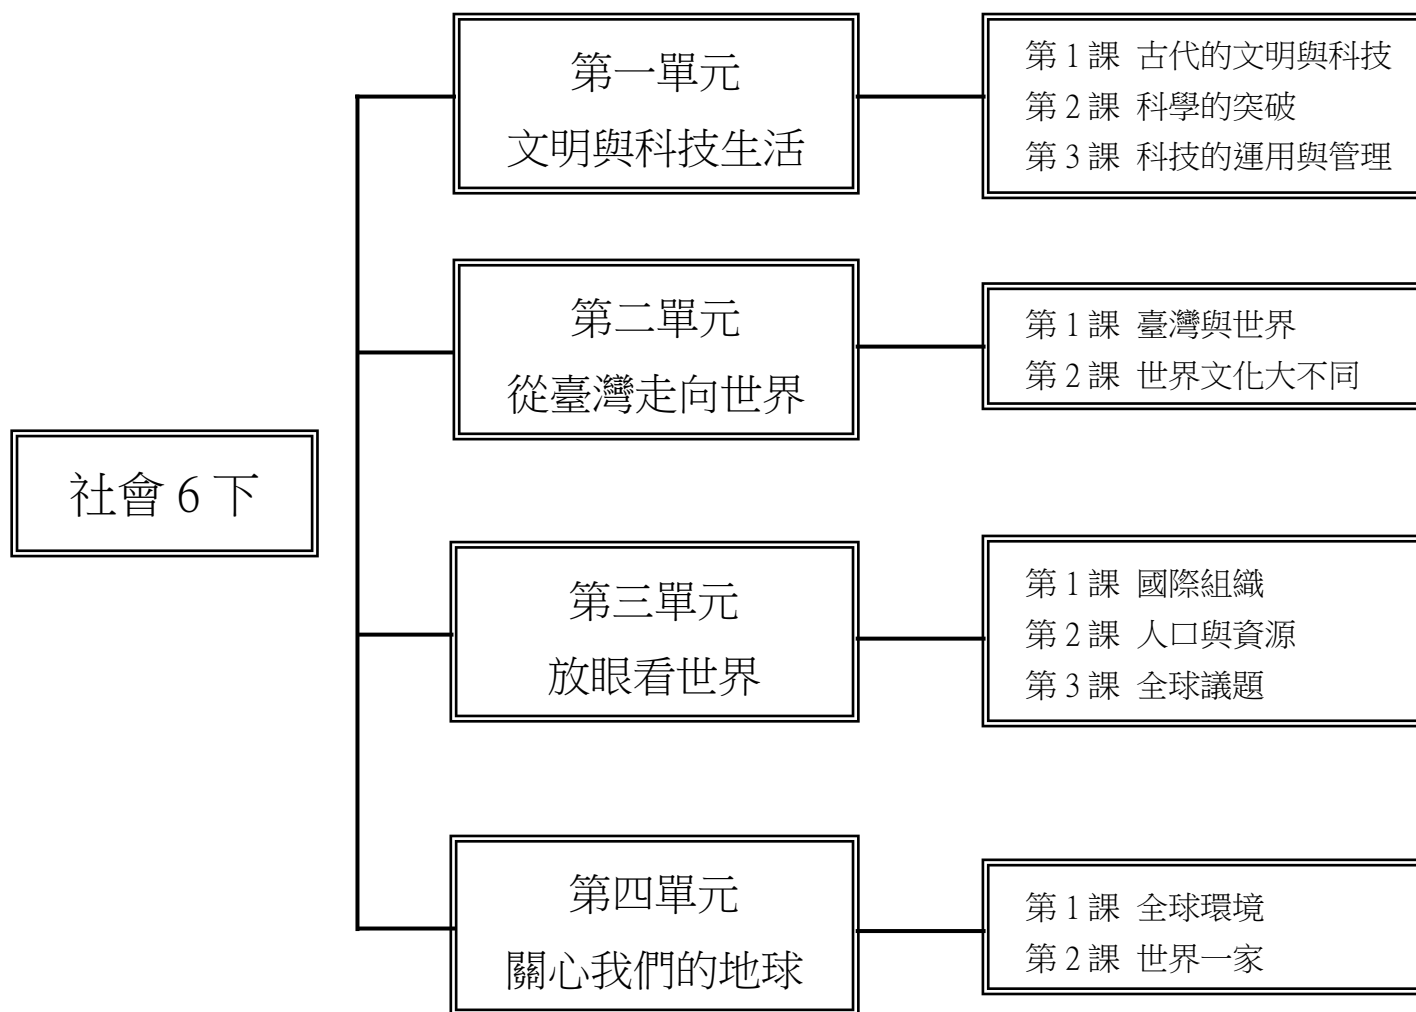 社會 6 下
第一單元
文明與科技生活
第 1 課 古代的文明與科技
第 2 課 科學的突破
第 3 課 科技的運用與管理
第二單元
從臺灣走向世界
第 1 課 臺灣與世界
第 2 課 世界文化大不同
第三單元
放眼看世界
第 1 課 國際組織
第 2 課 人口與資源
第 3 課 全球議題
第四單元
關心我們的地球
第 1 課 全球環境
第 2 課 世界一家